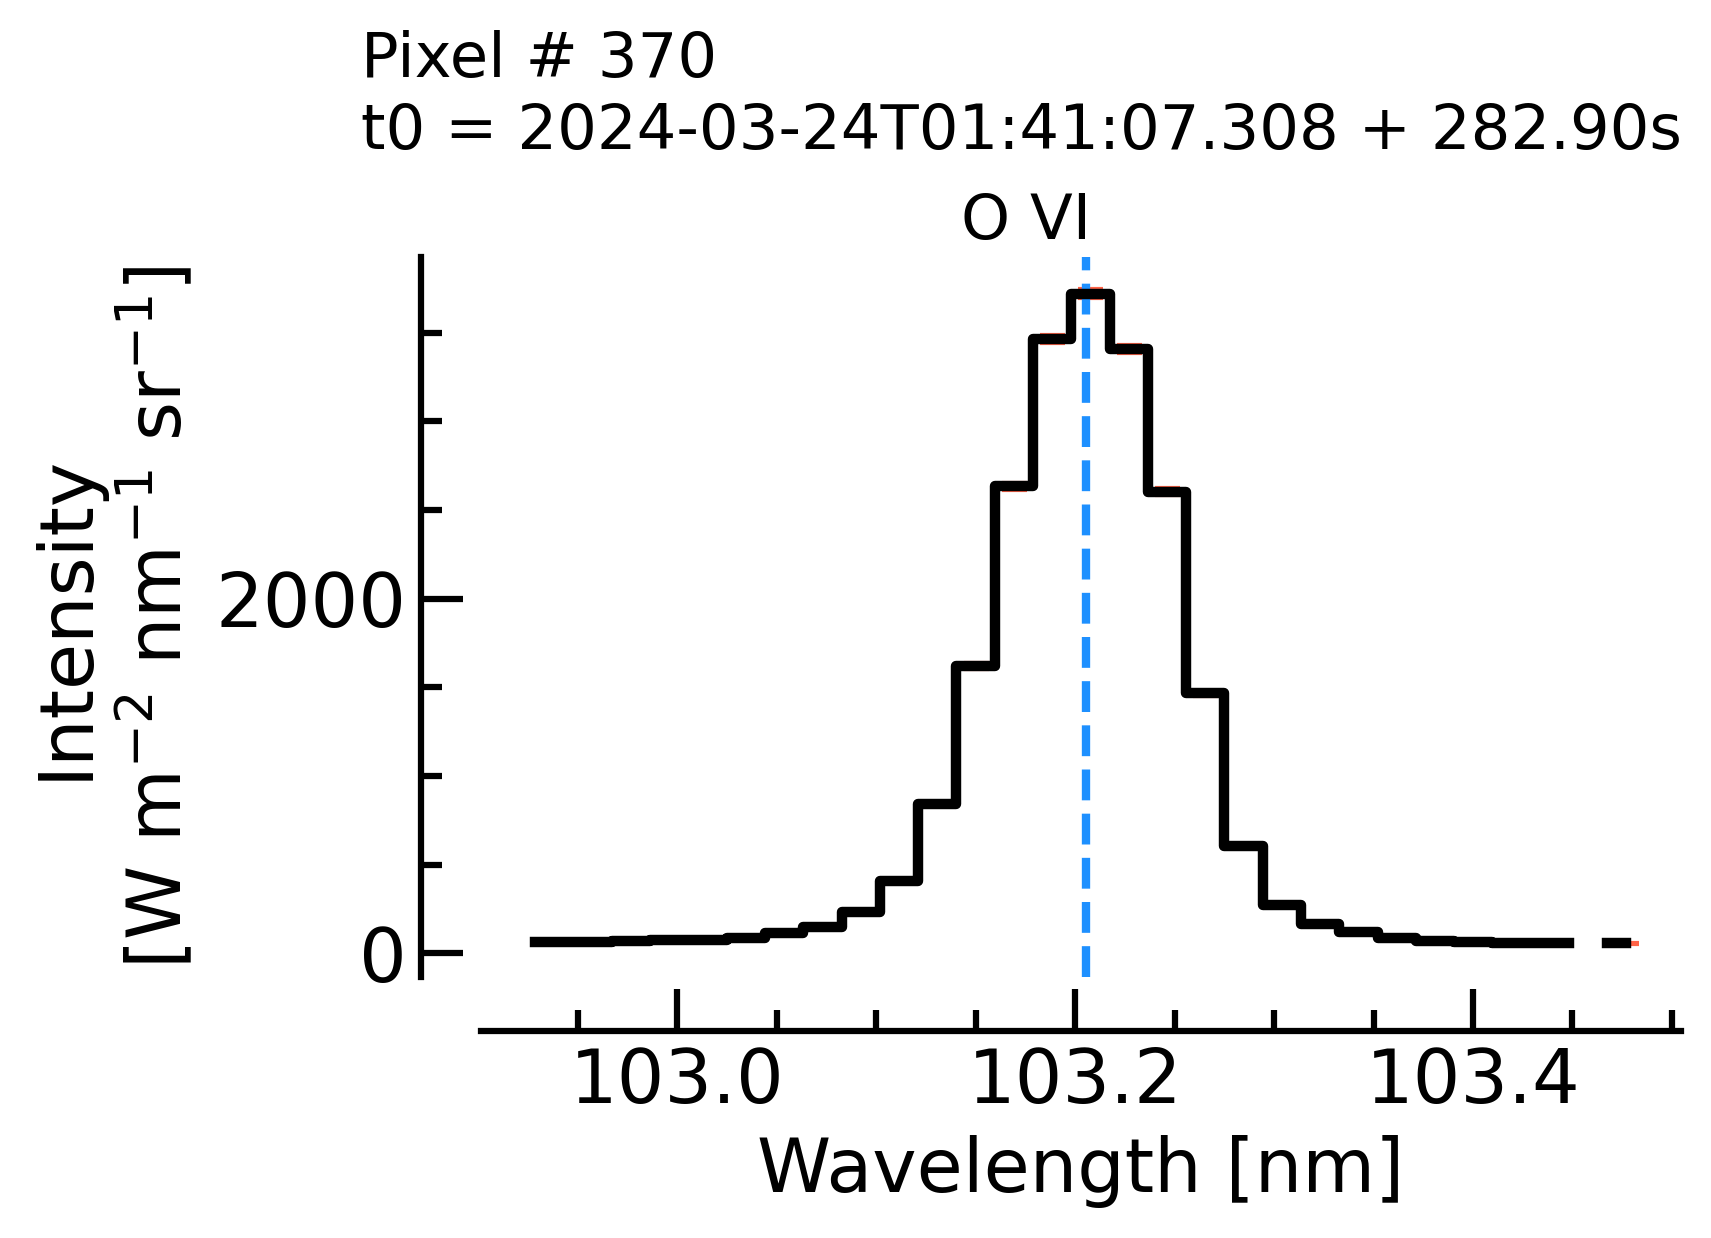 Pixel # 370
t0 = 2024-03-24T01:41:07.308 + 282.90s
O VI
Intensity
[W m⁻² nm⁻¹ sr⁻¹]
2000
0
103.0 103.2 103.4
Wavelength [nm]